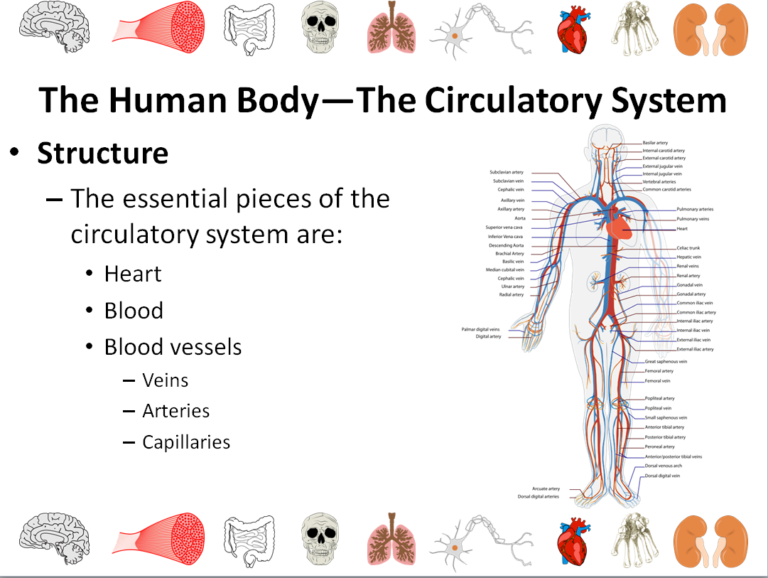 The Human Body—The Circulatory System
• Structure
– The essential pieces of the
circulatory system are:
• Heart
• Blood
• Blood vessels
– Veins
– Arteries
– Capillaries
Subclavian artery
Subclavian vein
Cephalic vein
Axillary vein
Axillary artery
Aorta
Superior vena cava
Inferior Vena cava
Descending Aorta
Brachial Artery
Basilic vein
Median cubital vein
Cephalic vein
Ulnar artery
Radial artery
Palmar digital veins
Digital artery
Arcuate artery
Dorsal digital arteries
Basilar artery
Internal carotid artery
External carotid artery
External jugular vein
Internal jugular vein
Vertebral arteries
Common carotid arteries
Pulmonary arteries
Pulmonary veins
Heart
Celiac trunk
Hepatic vein
Renal veins
Renal artery
Gonadal vein
Gonadal artery
Common iliac vein
Common iliac artery
Internal iliac artery
Internal iliac vein
External iliac vein
External iliac artery
Great saphenous vein
Femoral artery
Femoral vein
Popliteal artery
Popliteal vein
Small saphenous vein
Anterior tibial artery
Posterior tibial artery
Peroneal artery
Anterior/posterior tibial veins
Dorsal venous arch
Dorsal digital vein